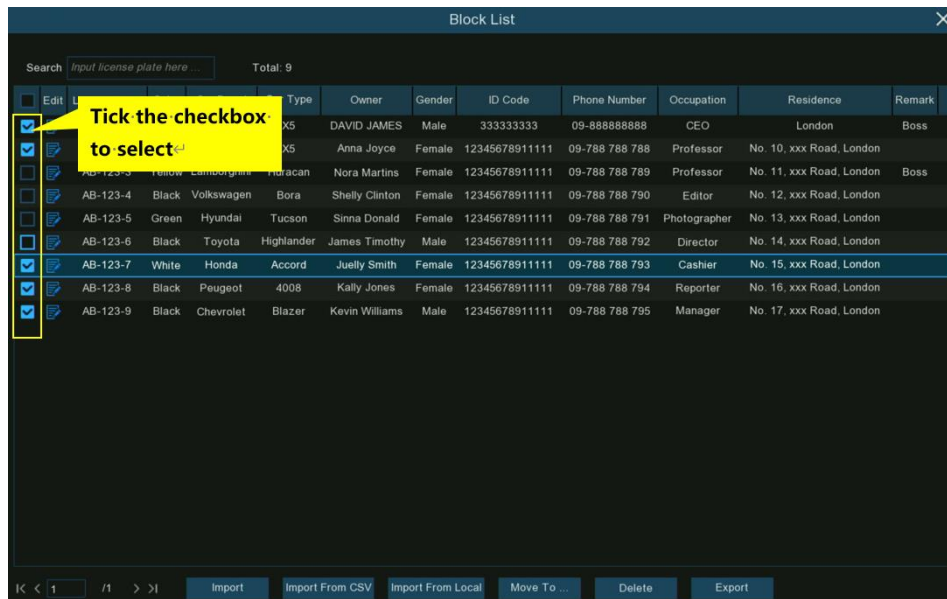 Block List
Search Input license plate here ... Total: 9
Edit Type Owner Gender ID Code Phone Number Occupation Residence Remark
Tick the checkbox
to select
X5 DAVID JAMES Male 333333333 09-888888888 CEO London Boss
X5 Anna Joyce Female 12345678911111 09-788 788 788 Professor No. 10, xxx Road, London
AB-123-3 Yellow Lamborghini Huracan Nora Martins Female 12345678911111 09-788 788 789 Professor No. 11, xxx Road, London Boss
AB-123-4 Black Volkswagen Bora Shelly Clinton Female 12345678911111 09-788 788 790 Editor No. 12, xxx Road, London
AB-123-5 Green Hyundai Tucson Sinna Donald Female 12345678911111 09-788 788 791 Photographer No. 13, xxx Road, London
AB-123-6 Black Toyota Highlander James Timothy Male 12345678911111 09-788 788 792 Director No. 14, xxx Road, London
AB-123-7 White Honda Accord Juelly Smith Female 12345678911111 09-788 788 793 Cashier No. 15, xxx Road, London
AB-123-8 Black Peugeot 4008 Kally Jones Female 12345678911111 09-788 788 794 Reporter No. 16, xxx Road, London
AB-123-9 Black Chevrolet Blazer Kevin Williams Male 12345678911111 09-788 788 795 Manager No. 17, xxx Road, London
1 /1 Import Import From CSV Import From Local Move To ... Delete Export